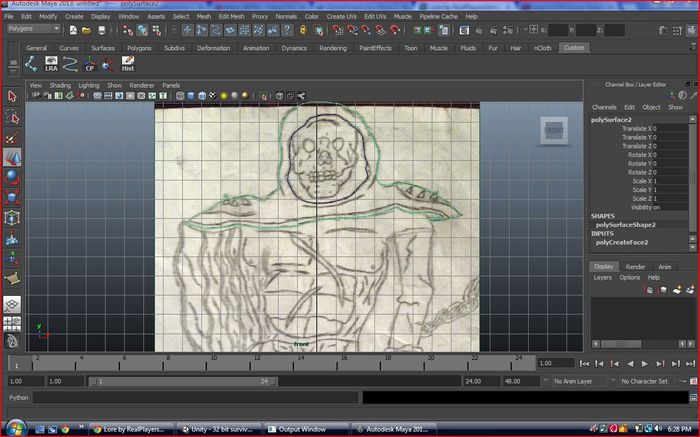 Autodesk Maya 2013: untitled* --- polySurface2
File Edit Modify Create Display Window Assets Select Mesh Edit Mesh Proxy Normals Color Create UVs Edit UVs Muscle Pipeline Cache Help
Polygons X: Y: Z:
General Curves Surfaces Polygons Subdivs Deformation Animation Dynamics Rendering PaintEffects Toon Muscle Fluids Fur Hair nCloth Custom
LRA CP Hist
Channel Box / Layer Editor
View Shading Lighting Show Renderer Panels
Channels Edit Object Show
polySurface2
Translate X 0
Translate Y 0
Translate Z 0
Rotate X 0
Rotate Y 0
Rotate Z 0
Scale X 1
Scale Y 1
Scale Z 1
Visibility on
SHAPES
polySurfaceShape2
INPUTS
polyCreateFace2
FRONT
Display Render Anim
Layers Options Help
y
front
1 2 4 6 8 10 12 14 16 18 20 22 24 1.00
1.00 1.00 1 24 24.00 48.00 No Anim Layer No Character Set
Python
Lore by RealPlayers... Unity - 32 bit surviv... Output Window Autodesk Maya 201... 6:28 PM